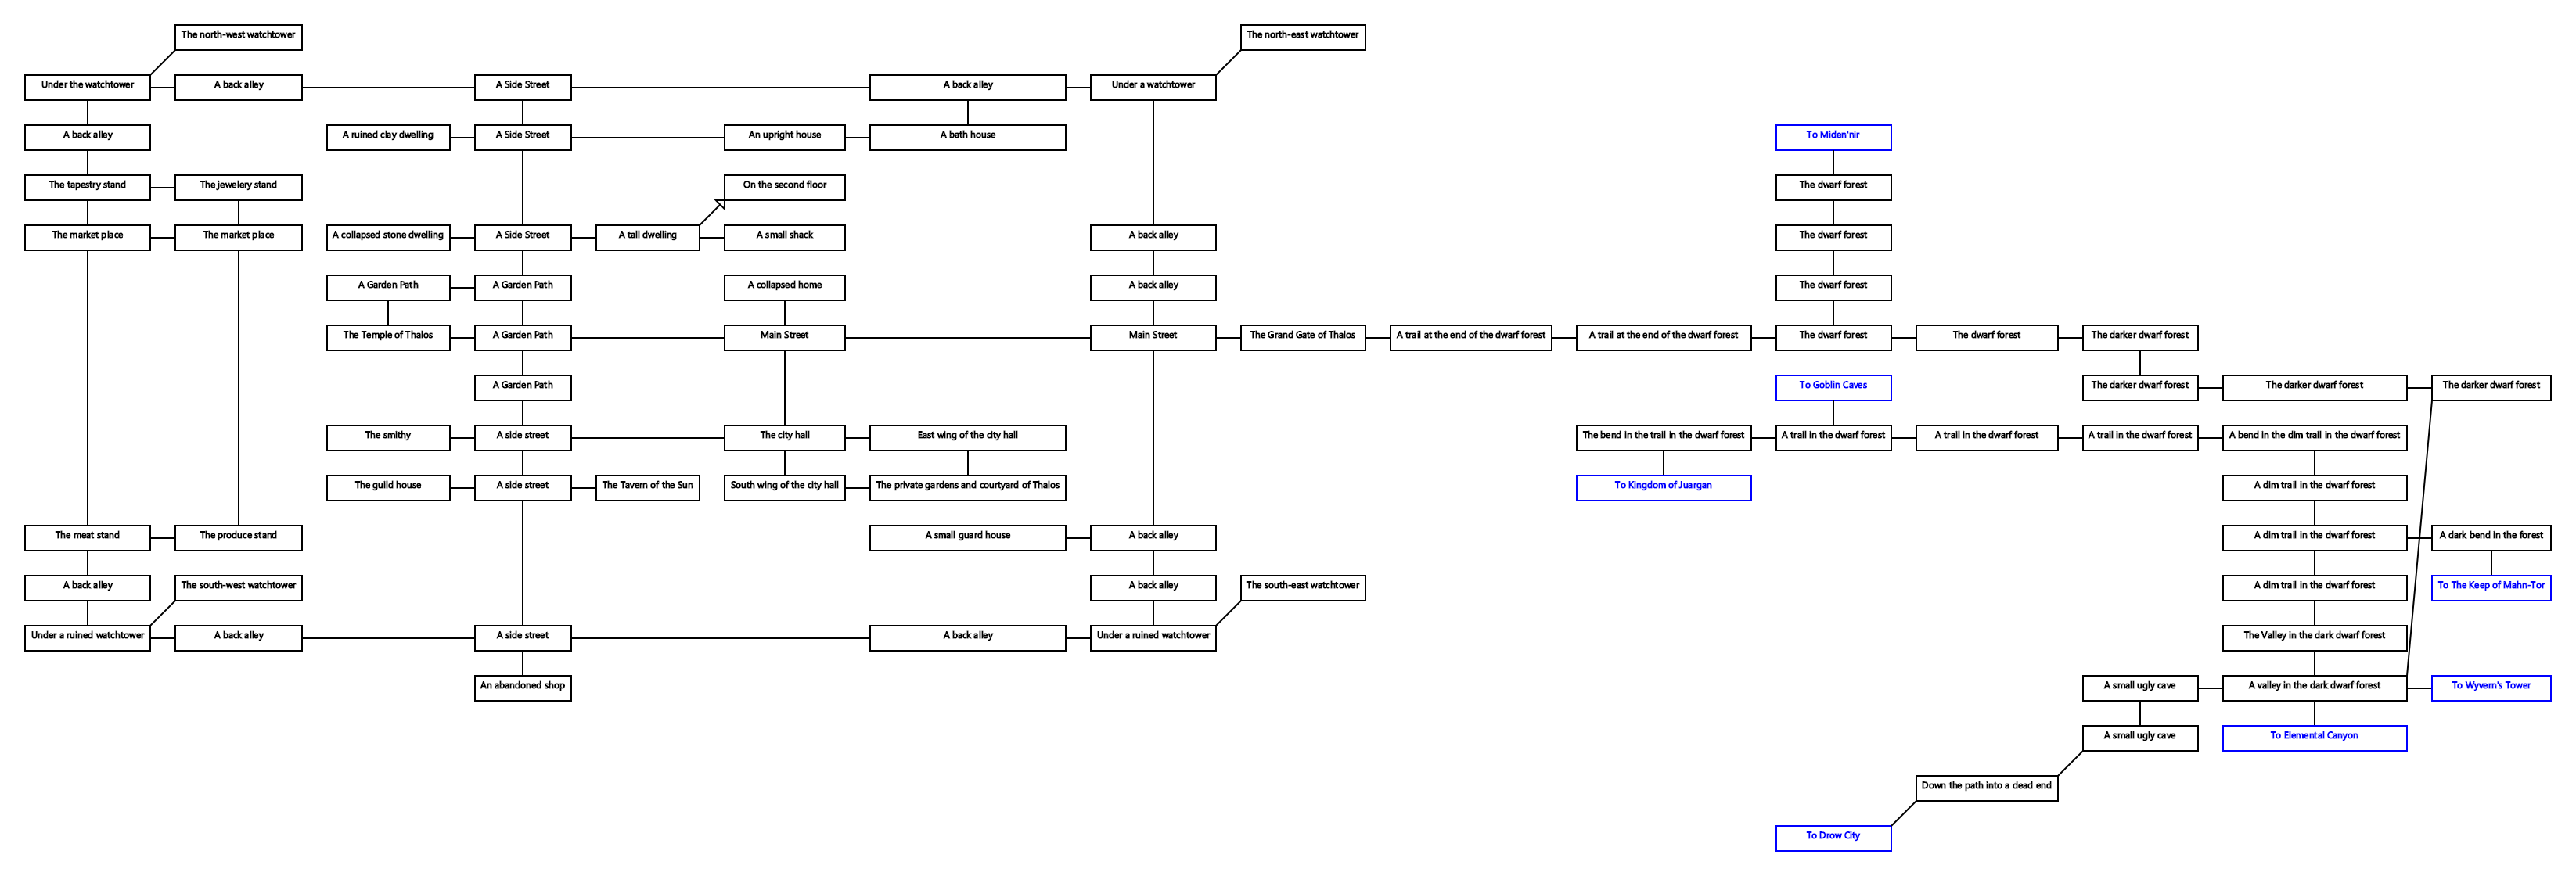 The north-west watchtower
The north-east watchtower
Under the watchtower
A back alley
A Side Street
A back alley
Under a watchtower
A back alley
A ruined clay dwelling
A Side Street
An upright house
A bath house
To Miden'nir
The tapestry stand
The jewelery stand
On the second floor
The dwarf forest
The market place
The market place
A collapsed stone dwelling
A Side Street
A tall dwelling
A small shack
A back alley
The dwarf forest
A Garden Path
A Garden Path
A collapsed home
A back alley
The dwarf forest
The Temple of Thalos
A Garden Path
Main Street
Main Street
The Grand Gate of Thalos
A trail at the end of the dwarf forest
A trail at the end of the dwarf forest
The dwarf forest
The dwarf forest
The darker dwarf forest
A Garden Path
To Goblin Caves
The darker dwarf forest
The darker dwarf forest
The darker dwarf forest
The smithy
A side street
The city hall
East wing of the city hall
The bend in the trail in the dwarf forest
A trail in the dwarf forest
A trail in the dwarf forest
A trail in the dwarf forest
A bend in the dim trail in the dwarf forest
The guild house
A side street
The Tavern of the Sun
South wing of the city hall
The private gardens and courtyard of Thalos
To Kingdom of Juargan
A dim trail in the dwarf forest
The meat stand
The produce stand
A small guard house
A back alley
A dim trail in the dwarf forest
A dark bend in the forest
A back alley
The south-west watchtower
A back alley
The south-east watchtower
A dim trail in the dwarf forest
To The Keep of Mahn-Tor
Under a ruined watchtower
A back alley
A side street
A back alley
Under a ruined watchtower
The Valley in the dark dwarf forest
An abandoned shop
A small ugly cave
A valley in the dark dwarf forest
To Wyvern's Tower
A small ugly cave
To Elemental Canyon
Down the path into a dead end
To Drow City